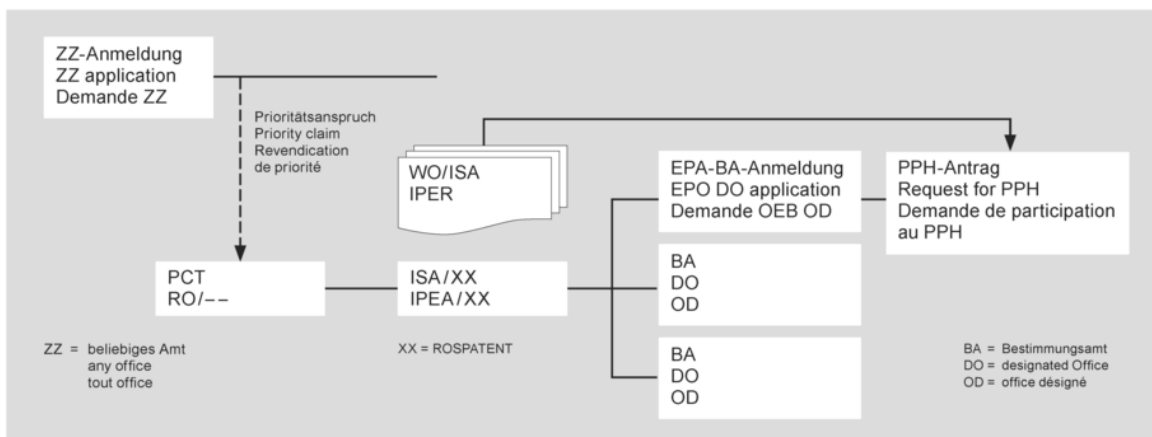 ZZ-Anmeldung
ZZ application
Demande ZZ
Prioritätsanspruch
Priority claim
Revendication
de priorité
WO/ISA
IPER
EPA-BA-Anmeldung
EPO DO application
Demande OEB OD
PPH-Antrag
Request for PPH
Demande de participation
au PPH
PCT
RO/––
ISA/XX
IPEA/XX
BA
DO
OD
BA
DO
OD
ZZ = beliebiges Amt
any office
tout office
XX = ROSPATENT
BA = Bestimmungsamt
DO = designated Office
OD = office désigné